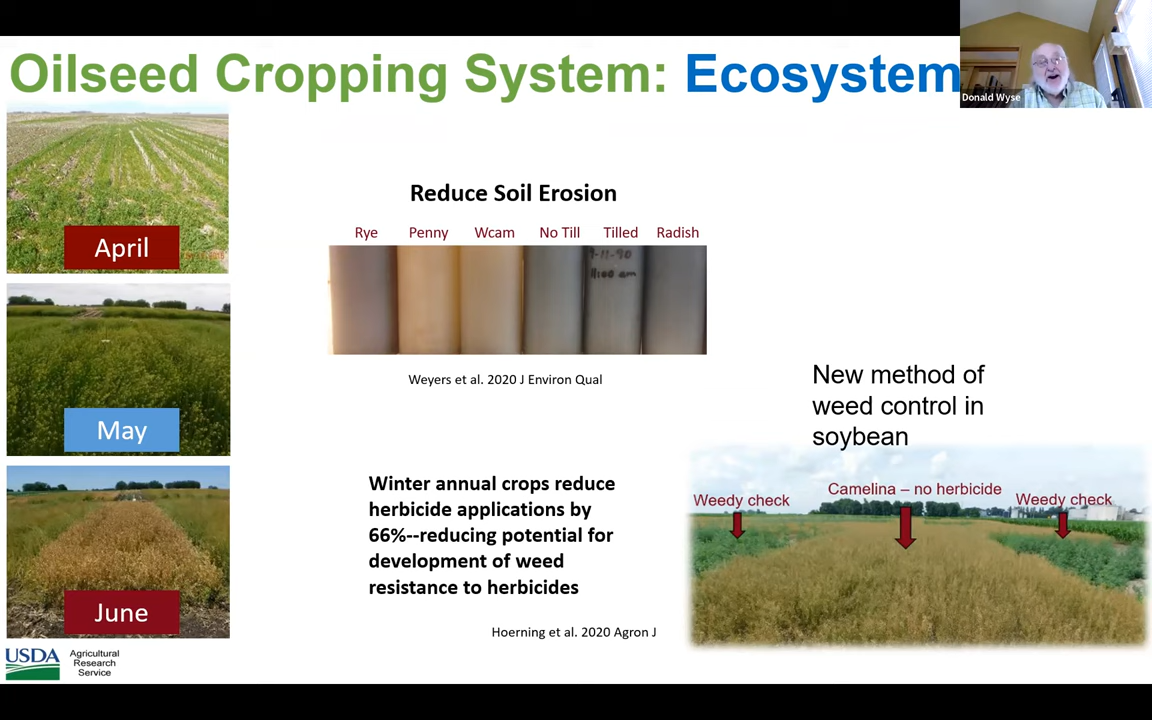 Oilseed Cropping System: Ecosystem
Donald Wyse
April
May
June
Reduce Soil Erosion
Rye Penny Wcam No Till Tilled Radish
11:00 am
Weyers et al. 2020 J Environ Qual
Winter annual crops reduce
herbicide applications by
66%--reducing potential for
development of weed
resistance to herbicides
Hoerning et al. 2020 Agron J
New method of
weed control in
soybean
Weedy check
Camelina – no herbicide
Weedy check
USDA
Agricultural
Research
Service